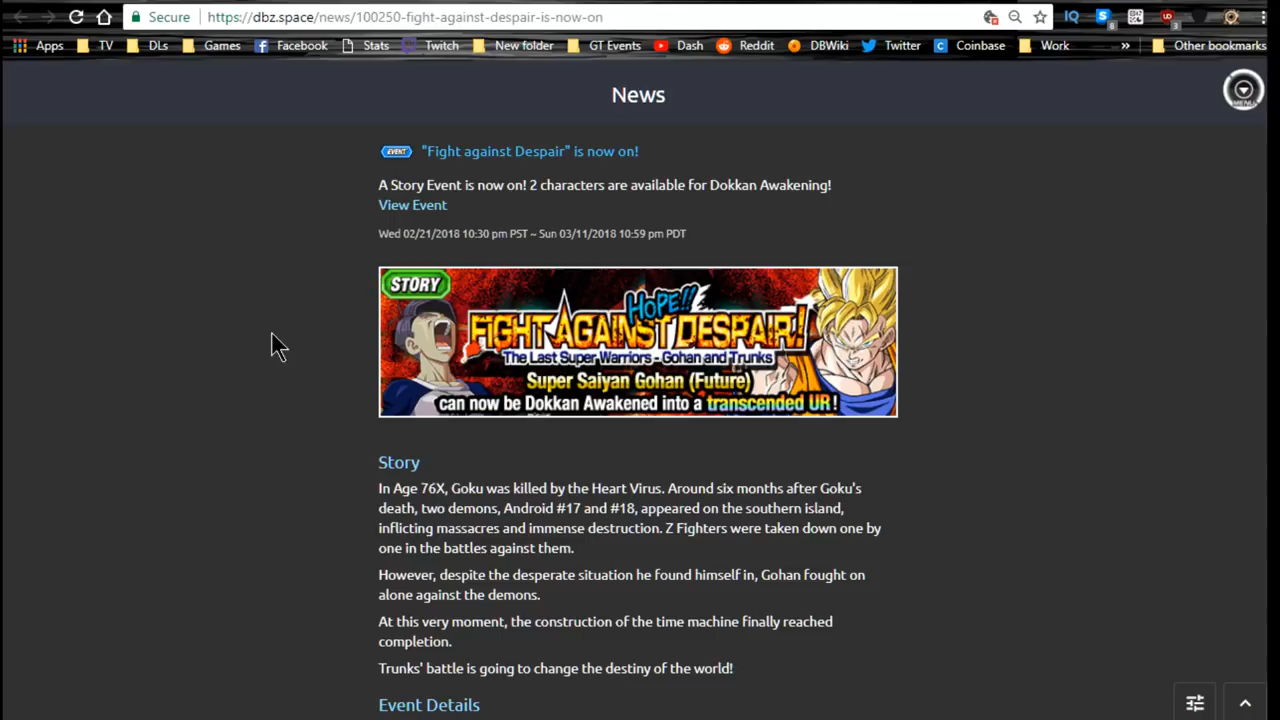 Secure https://dbz.space/news/100250-fight-against-despair-is-now-on
Apps TV DLs Games Facebook Stats Twitch New folder GT Events Dash Reddit DBWiki Twitter Coinbase Work » Other bookmarks
News
MENU
EVENT "Fight against Despair" is now on!
A Story Event is now on! 2 characters are available for Dokkan Awakening!
View Event
Wed 02/21/2018 10:30 pm PST ~ Sun 03/11/2018 10:59 pm PDT
STORY
HOPE!!
FIGHT AGAINST DESPAIR!
The Last Super Warriors - Gohan and Trunks
Super Saiyan Gohan (Future)
can now be Dokkan Awakened into a transcended UR!
Story
In Age 76X, Goku was killed by the Heart Virus. Around six months after Goku's
death, two demons, Android #17 and #18, appeared on the southern island,
inflicting massacres and immense destruction. Z Fighters were taken down one by
one in the battles against them.
However, despite the desperate situation he found himself in, Gohan fought on
alone against the demons.
At this very moment, the construction of the time machine finally reached
completion.
Trunks' battle is going to change the destiny of the world!
Event Details